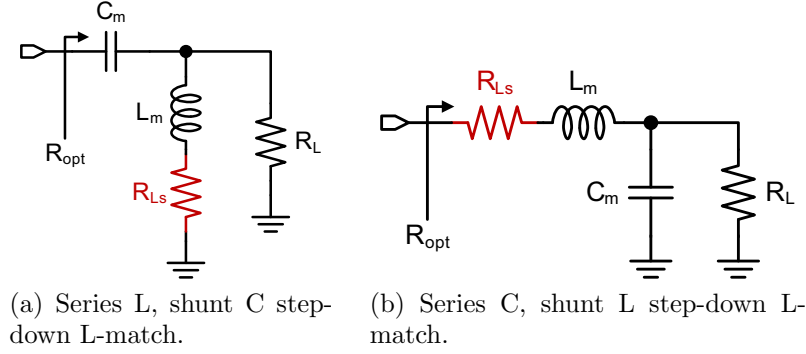 C_m
L_m
R_Ls
R_L
R_opt
R_Ls
L_m
C_m
R_L
R_opt
(a) Series L, shunt C step-
down L-match.
(b) Series C, shunt L step-down L-
match.